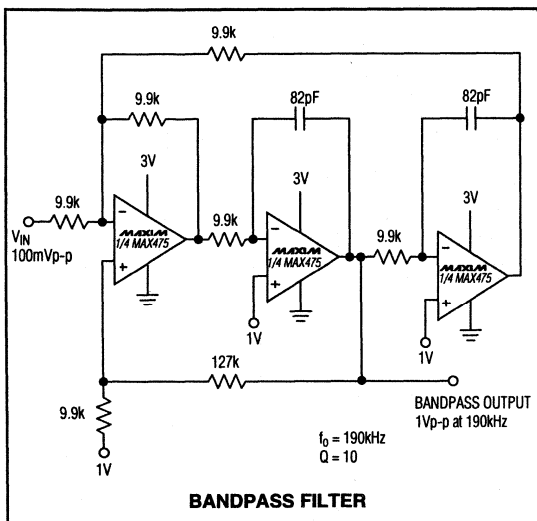 9.9k
9.9k
82pF
82pF
3V
3V
3V
9.9k
9.9k
9.9k
VIN
100mVp-p
−
MAXIM
1/4 MAX475
+
−
MAXIM
1/4 MAX475
+
−
MAXIM
1/4 MAX475
+
1V
1V
127k
9.9k
1V
BANDPASS OUTPUT
1Vp-p at 190kHz
f0 = 190kHz
Q = 10
BANDPASS FILTER